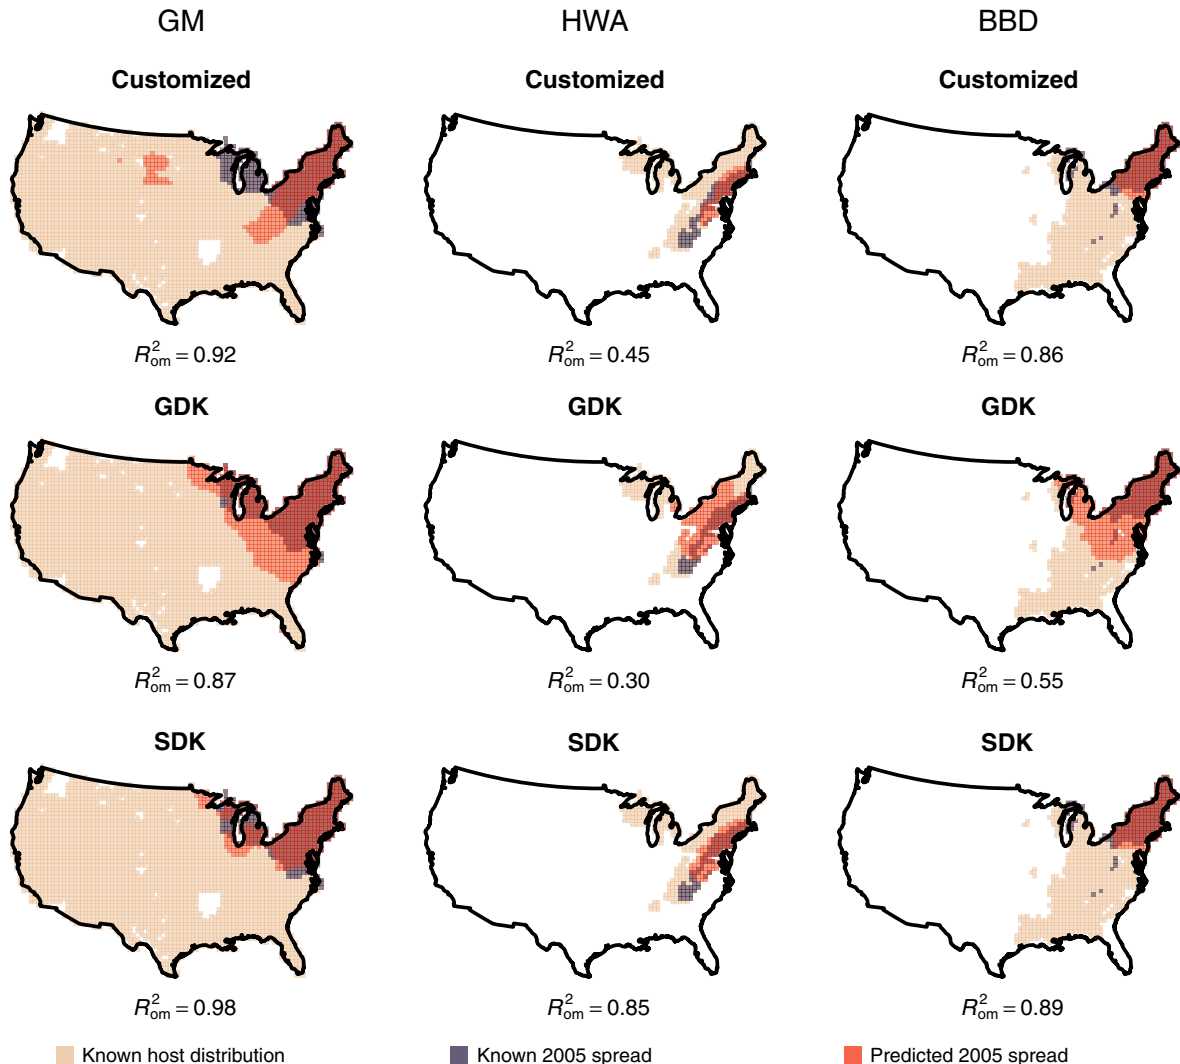 GM HWA BBD
Customized Customized Customized
R²om = 0.92 R²om = 0.45 R²om = 0.86
GDK GDK GDK
R²om = 0.87 R²om = 0.30 R²om = 0.55
SDK SDK SDK
R²om = 0.98 R²om = 0.85 R²om = 0.89
Known host distribution Known 2005 spread Predicted 2005 spread